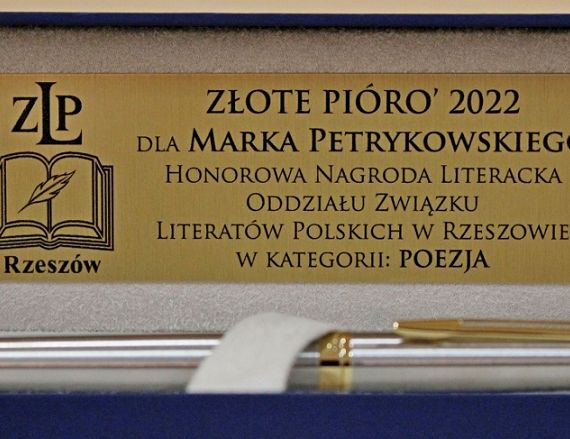 ZLP
Rzeszów
ZŁOTE PIÓRO’ 2022
DLA MARKA PETRYKOWSKIEGO
HONOROWA NAGRODA LITERACKA
ODDZIAŁU ZWIĄZKU
LITERATÓW POLSKICH W RZESZOWIE
W KATEGORII: POEZJA